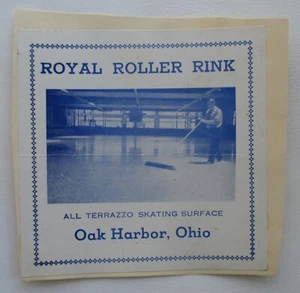 ROYAL ROLLER RINK
ALL TERRAZZO SKATING SURFACE
Oak Harbor, Ohio